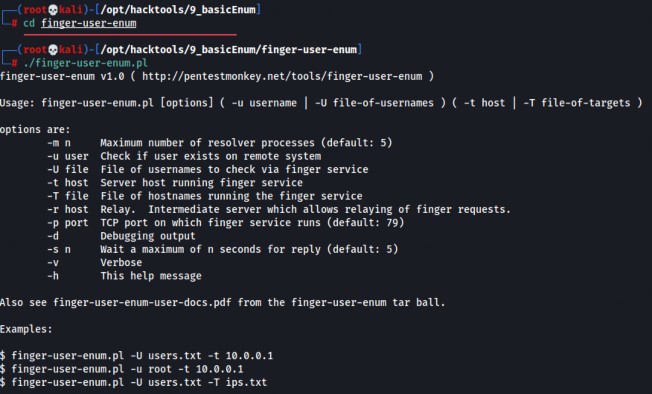 ┌──(root💀kali)-[/opt/hacktools/9_basicEnum]
└─# cd finger-user-enum
┌──(root💀kali)-[/opt/hacktools/9_basicEnum/finger-user-enum]
└─# ./finger-user-enum.pl
finger-user-enum v1.0 ( http://pentestmonkey.net/tools/finger-user-enum )
Usage: finger-user-enum.pl [options] ( -u username | -U file-of-usernames ) ( -t host | -T file-of-targets )
options are:
-m n Maximum number of resolver processes (default: 5)
-u user Check if user exists on remote system
-U file File of usernames to check via finger service
-t host Server host running finger service
-T file File of hostnames running the finger service
-r host Relay. Intermediate server which allows relaying of finger requests.
-p port TCP port on which finger service runs (default: 79)
-d Debugging output
-s n Wait a maximum of n seconds for reply (default: 5)
-v Verbose
-h This help message
Also see finger-user-enum-user-docs.pdf from the finger-user-enum tar ball.
Examples:
$ finger-user-enum.pl -U users.txt -t 10.0.0.1
$ finger-user-enum.pl -u root -t 10.0.0.1
$ finger-user-enum.pl -U users.txt -T ips.txt